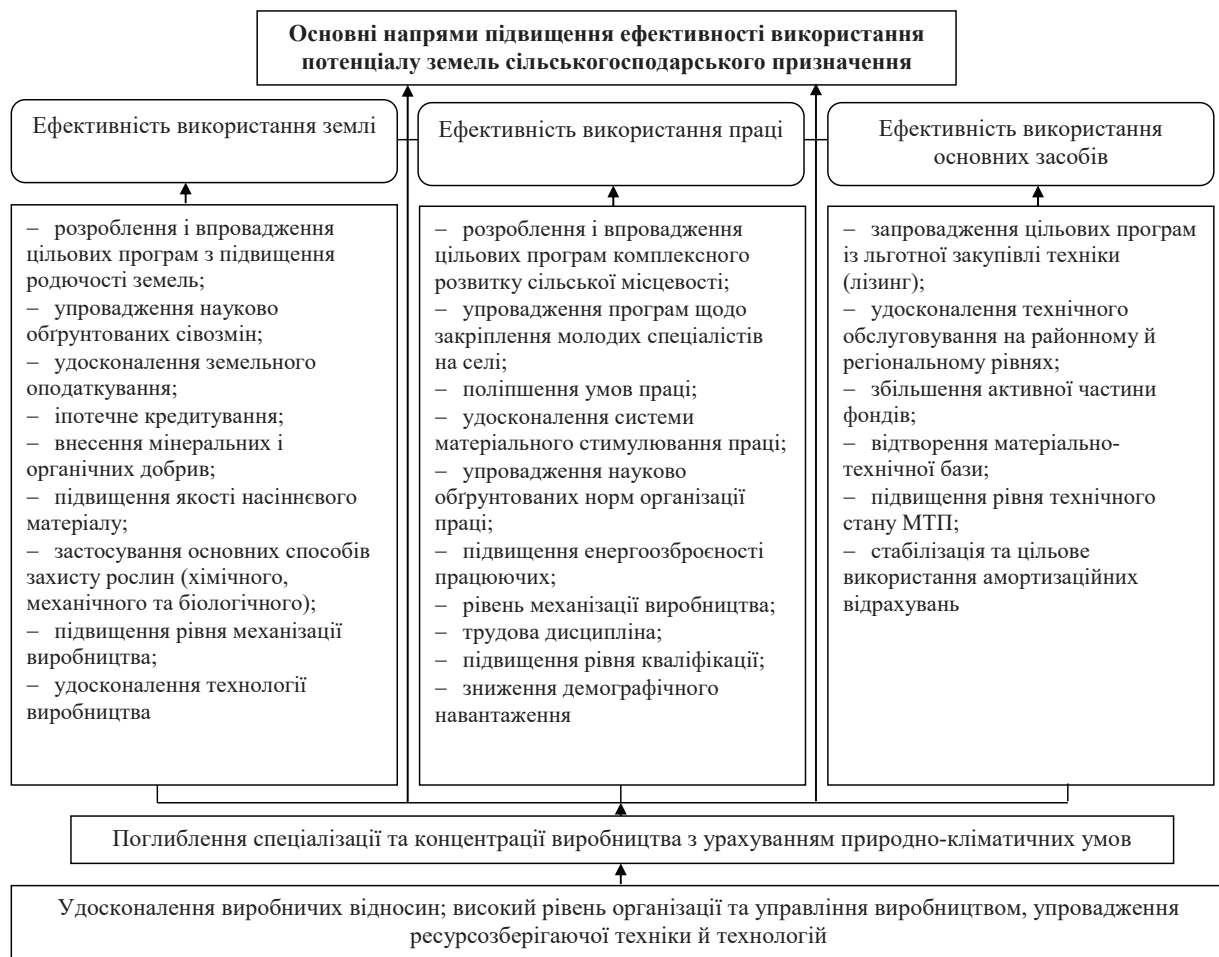 Основні напрями підвищення ефективності використання
потенціалу земель сільськогосподарського призначення
Ефективність використання землі
Ефективність використання праці
Ефективність використання
основних засобів
– розроблення і впровадження
цільових програм з підвищення
родючості земель;
– упровадження науково
обґрунтованих сівозмін;
– удосконалення земельного
оподаткування;
– іпотечне кредитування;
– внесення мінеральних і
органічних добрив;
– підвищення якості насіннєвого
матеріалу;
– застосування основних способів
захисту рослин (хімічного,
механічного та біологічного);
– підвищення рівня механізації
виробництва;
– удосконалення технології
виробництва
– розроблення і впровадження
цільових програм комплексного
розвитку сільської місцевості;
– упровадження програм щодо
закріплення молодих спеціалістів
на селі;
– поліпшення умов праці;
– удосконалення системи
матеріального стимулювання праці;
– упровадження науково
обґрунтованих норм організації
праці;
– підвищення енергоозброєності
працюючих;
– рівень механізації виробництва;
– трудова дисципліна;
– підвищення рівня кваліфікації;
– зниження демографічного
навантаження
– запровадження цільових програм
із льготної закупівлі техніки
(лізинг);
– удосконалення технічного
обслуговування на районному й
регіональному рівнях;
– збільшення активної частини
фондів;
– відтворення матеріально-
технічної бази;
– підвищення рівня технічного
стану МТП;
– стабілізація та цільове
використання амортизаційних
відрахувань
Поглиблення спеціалізації та концентрації виробництва з урахуванням природно-кліматичних умов
Удосконалення виробничих відносин; високий рівень організації та управління виробництвом, упровадження
ресурсозберігаючої техніки й технологій